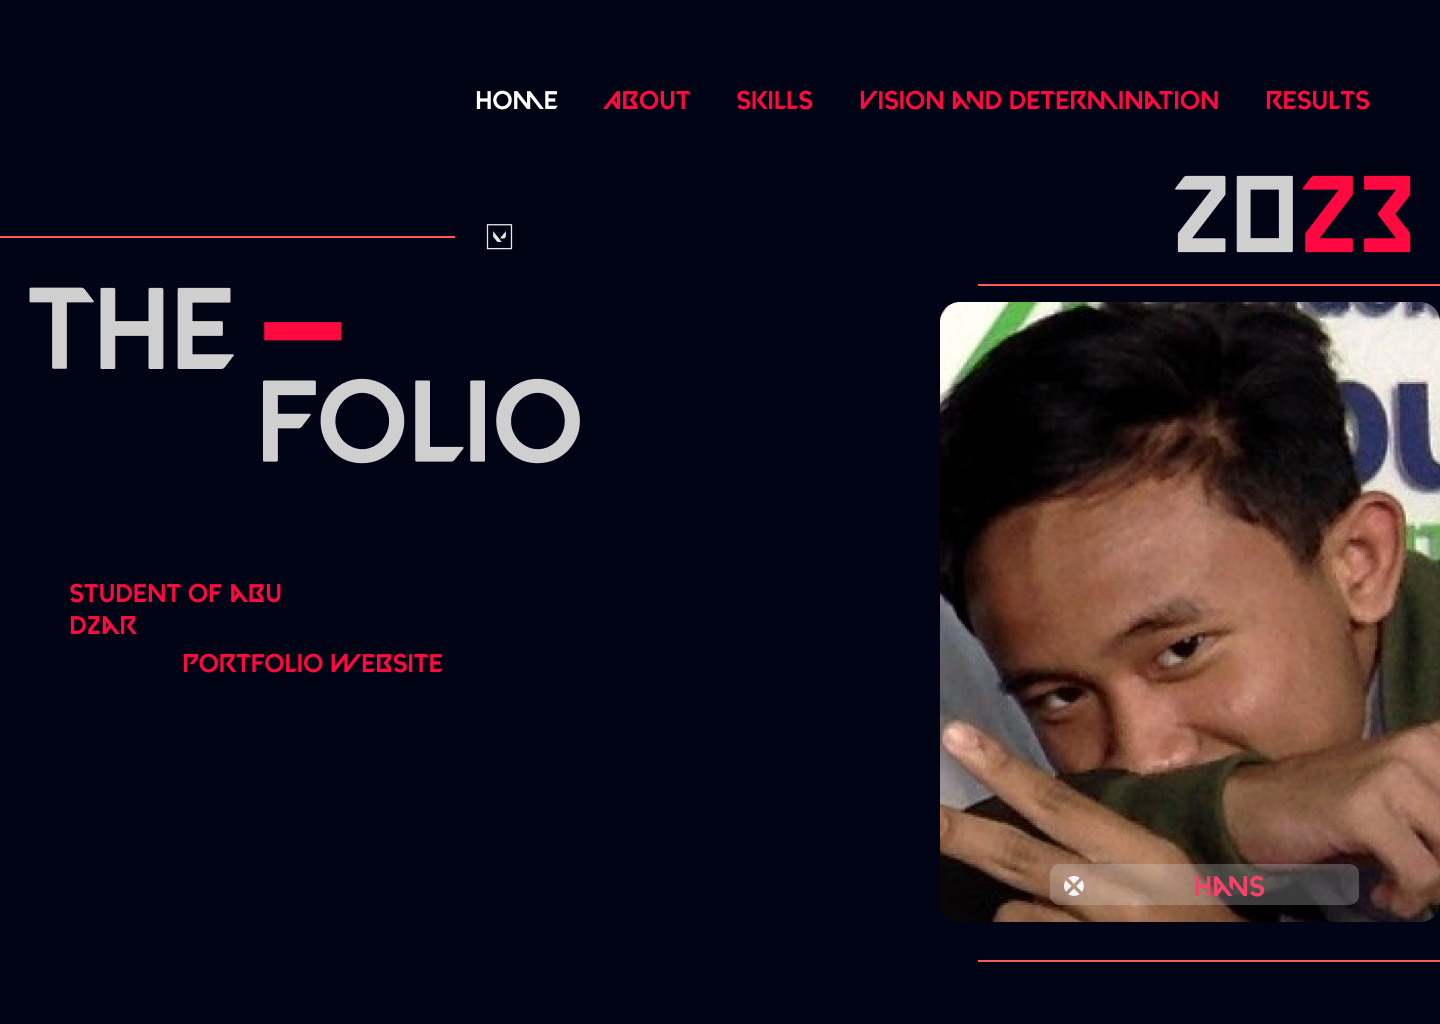 HOME ABOUT SKILLS VISION AND DETERMINATION RESULTS
2023
THE
FOLIO
STUDENT OF ABU
DZAR
PORTFOLIO WEBSITE
HANS